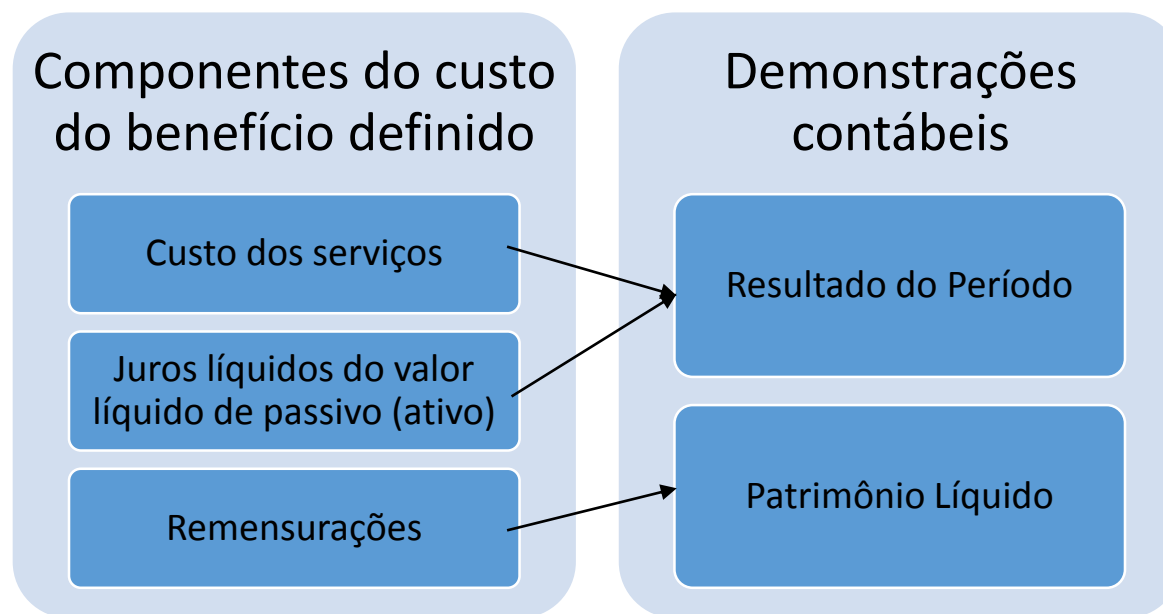 Componentes do custo
do benefício definido
Custo dos serviços
Juros líquidos do valor
líquido de passivo (ativo)
Remensurações
Demonstrações
contábeis
Resultado do Período
Patrimônio Líquido